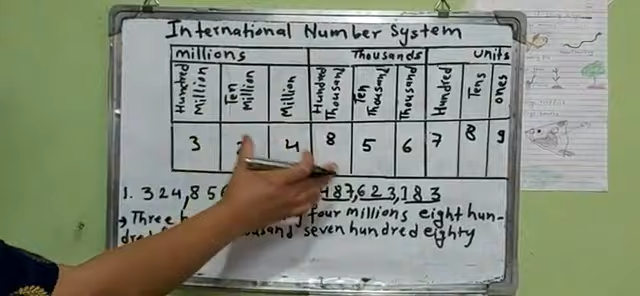 International Number System
millions Thousands units
Hundred Million Ten Million Million Hundred Thousand Ten Thousand Thousand Hundred Tens ones
3 4 8 5 6 7 8 9
1. 324,85 487,623,183
→ Three four millions eight hun-
dred seven hundred eighty